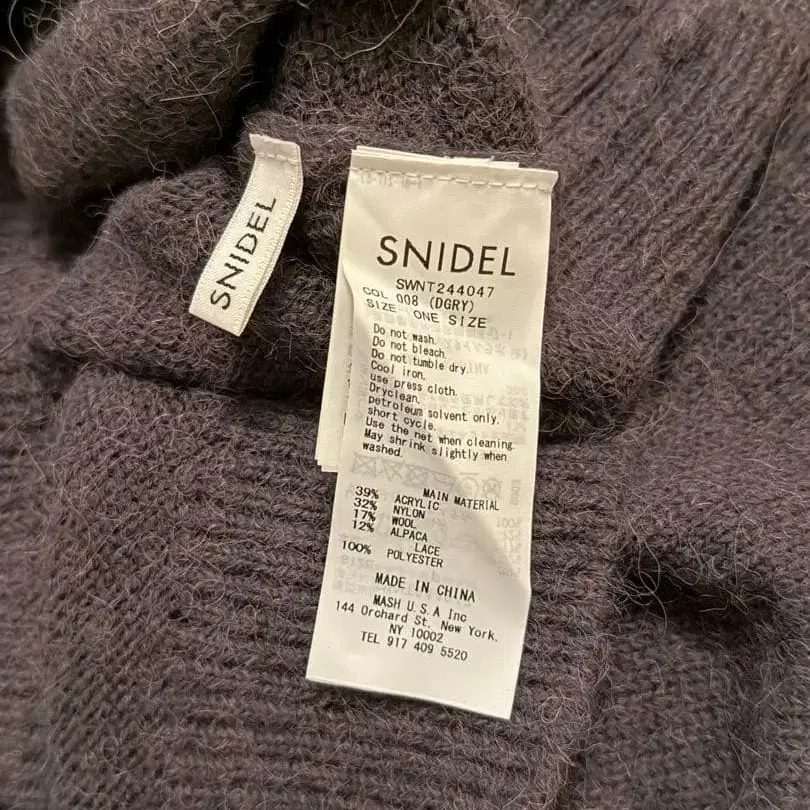 SNIDEL
SNIDEL
SWNT244047
COL 008 (DGRY)
SIZE ONE SIZE
Do not wash.
Do not bleach.
Do not tumble dry.
Cool iron.
use press cloth.
Dryclean.
petroleum solvent only.
short cycle.
Use the net when cleaning.
May shrink slightly when
washed.
MAIN MATERIAL
39% ACRYLIC
32% NYLON
17% WOOL
12% ALPACA
LACE
100% POLYESTER
MADE IN CHINA
MASH U.S.A Inc
144 Orchard St. New York,
NY 10002
TEL 917 409 5520